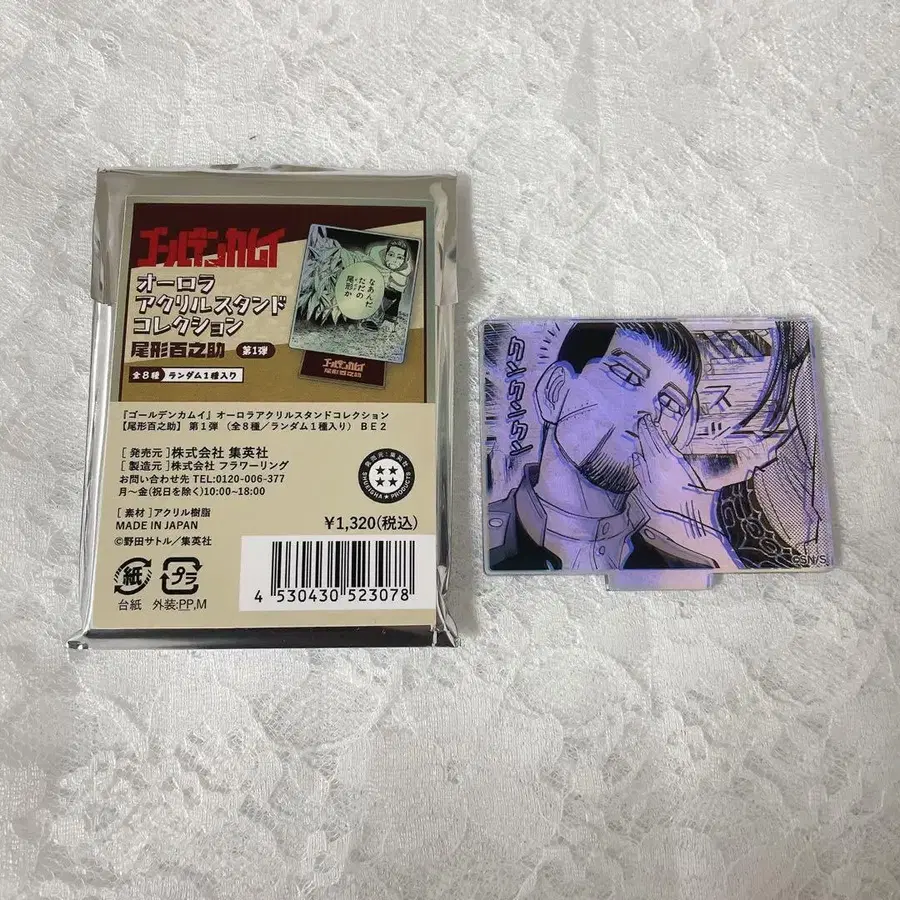 ゴールデンカムイ
オーロラ
アクリルスタンド
コレクション
尾形百之助 第1弾
全8種 ランダム1種入り
なあんだ
ただの
尾形か
ゴールデンカムイ
尾形百之助
『ゴールデンカムイ』オーロラアクリルスタンドコレクション
【尾形百之助】 第1弾 (全8種/ランダム1種入り) BE2
[ 発売元 ]株式会社 集英社
[ 製造元 ]株式会社 フラワーリング
お問い合わせ先 TEL:0120-006-377
月~金(祝日を除く)10:00~18:00
発売元:集英社
SHUEISHA PRODUCTS
[ 素材 ]アクリル樹脂
MADE IN JAPAN
©野田サトル/集英社
¥1,320(税込)
紙
プラ
台紙 外装:PP,M
4 530430 523078
©SN/S